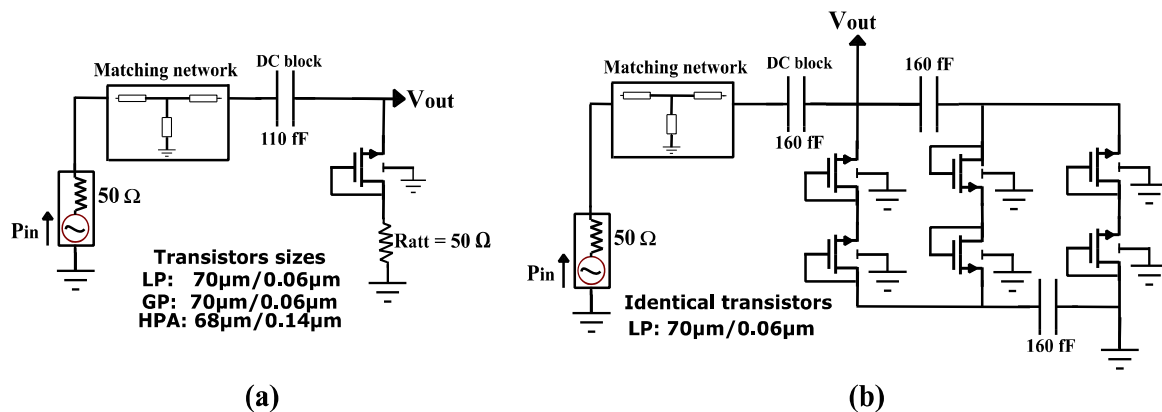 Matching network
DC block
110 fF
Vout
50 Ω
Pin
Ratt = 50 Ω
Transistors sizes
LP: 70µm/0.06µm
GP: 70µm/0.06µm
HPA: 68µm/0.14µm
(a)
Vout
Matching network
DC block
160 fF
160 fF
50 Ω
Pin
Identical transistors
LP: 70µm/0.06µm
160 fF
(b)